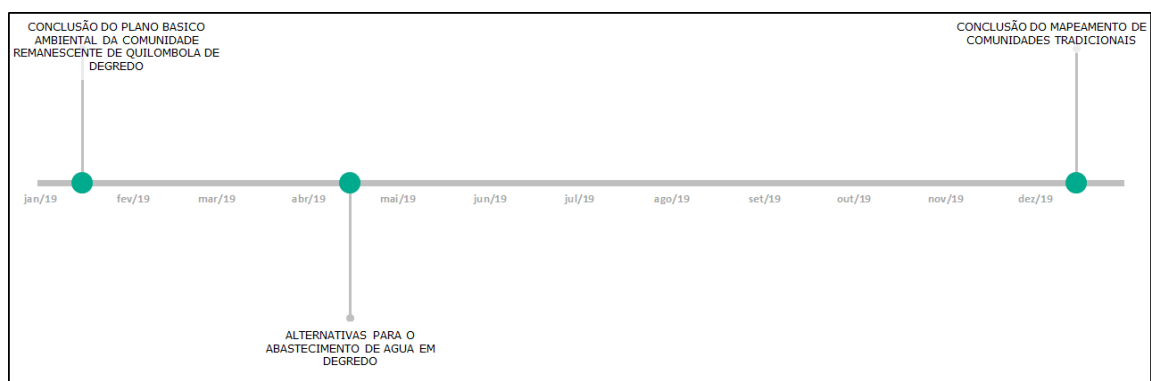 CONCLUSÃO DO PLANO BASICO
AMBIENTAL DA COMUNIDADE
REMANESCENTE DE QUILOMBOLA DE
DEGREDO
CONCLUSÃO DO MAPEAMENTO DE
COMUNIDADES TRADICIONAIS
jan/19 fev/19 mar/19 abr/19 mai/19 jun/19 jul/19 ago/19 set/19 out/19 nov/19 dez/19
ALTERNATIVAS PARA O
ABASTECIMENTO DE AGUA EM
DEGREDO